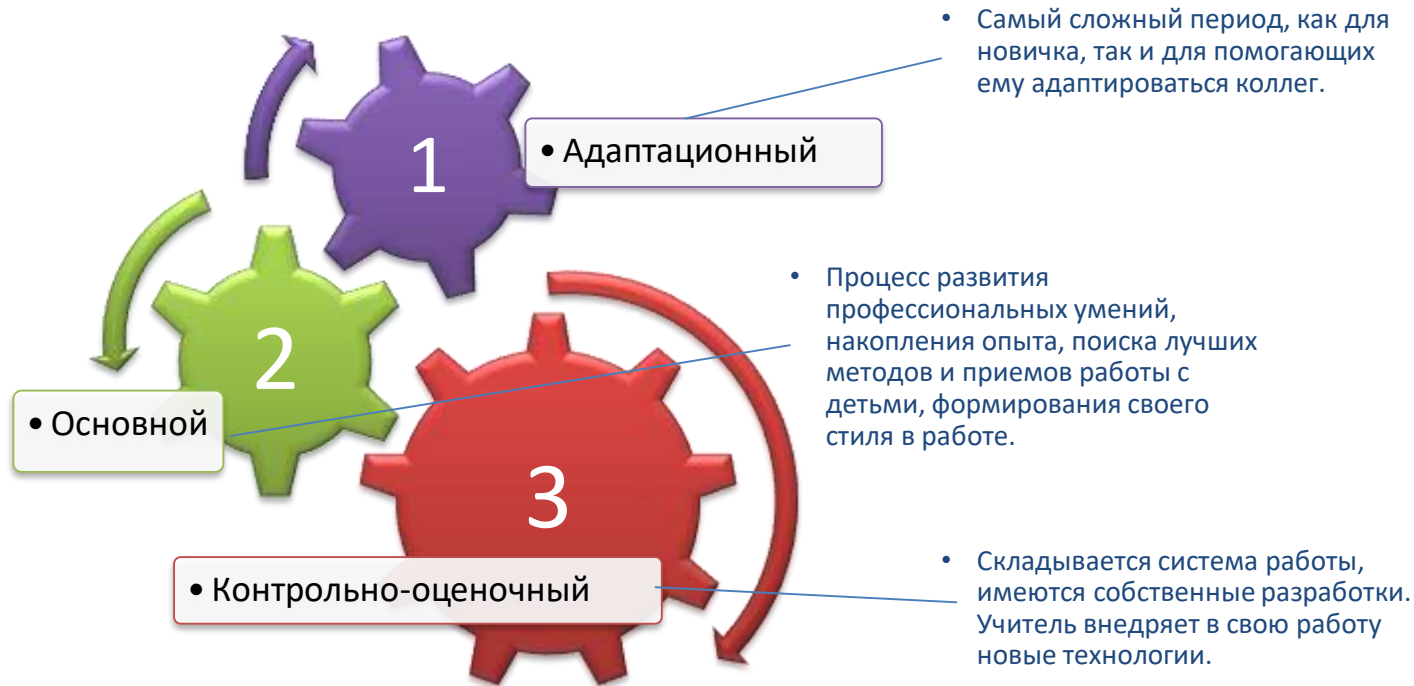 • Самый сложный период, как для
новичка, так и для помогающих
ему адаптироваться коллег.
1
• Адаптационный
• Процесс развития
профессиональных умений,
накопления опыта, поиска лучших
методов и приемов работы с
детьми, формирования своего
стиля в работе.
2
• Основной
3
• Контрольно-оценочный
• Складывается система работы,
имеются собственные разработки.
Учитель внедряет в свою работу
новые технологии.